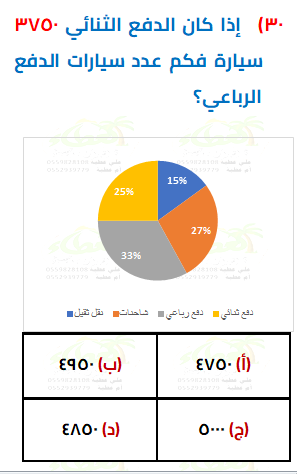 ٣٠) إذا كان الدفع الثنائي ٣٧٥٠
سيارة فكم عدد سيارات الدفع
الرباعي؟
15%
25%
27%
33%
نقل ثقيل شاحنات دفع رباعي دفع ثنائي
(أ) ٤٧٥٠ (ب) ٤٩٥٠
(ج) ٥٠٠٠ (د) ٤٨٥٠